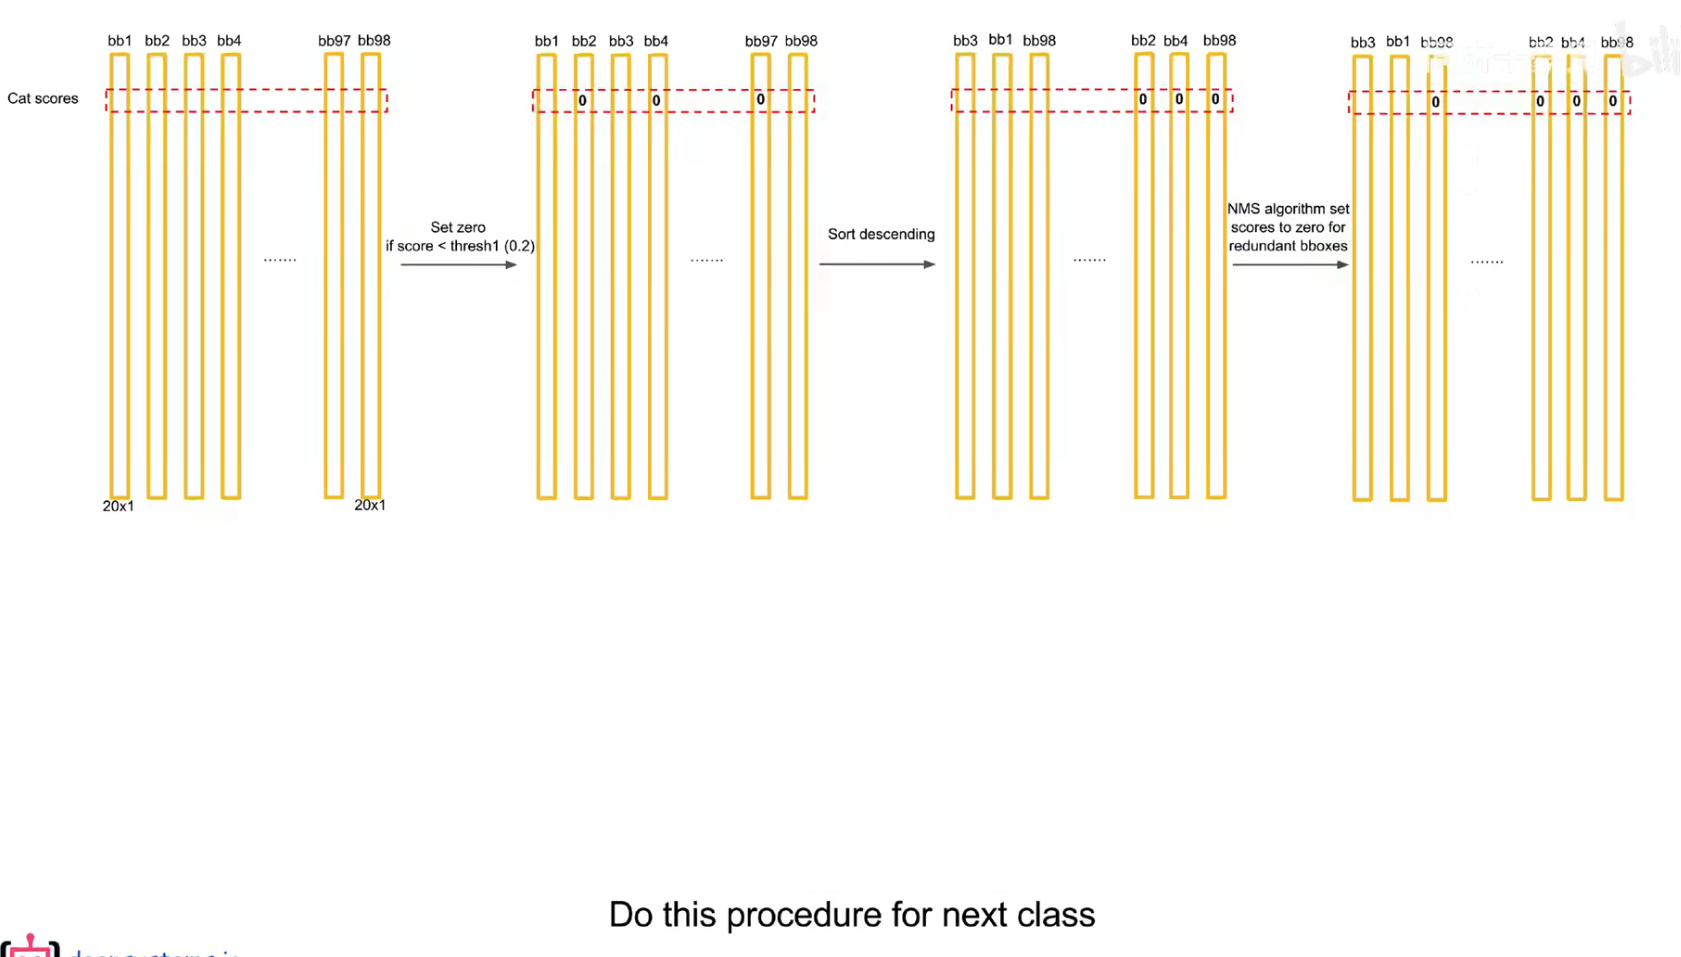 bb1 bb2 bb3 bb4 bb97 bb98
bb1 bb2 bb3 bb4 bb97 bb98
bb3 bb1 bb98 bb2 bb4 bb98
bb3 bb1 bb98 bb2 bb4 bb98
Cat scores
0 0 0
0 0 0
0 0 0 0
Set zero
if score < thresh1 (0.2)
.......
.......
Sort descending
.......
NMS algorithm set
scores to zero for
redundant bboxes
.......
20x1 20x1
Do this procedure for next class